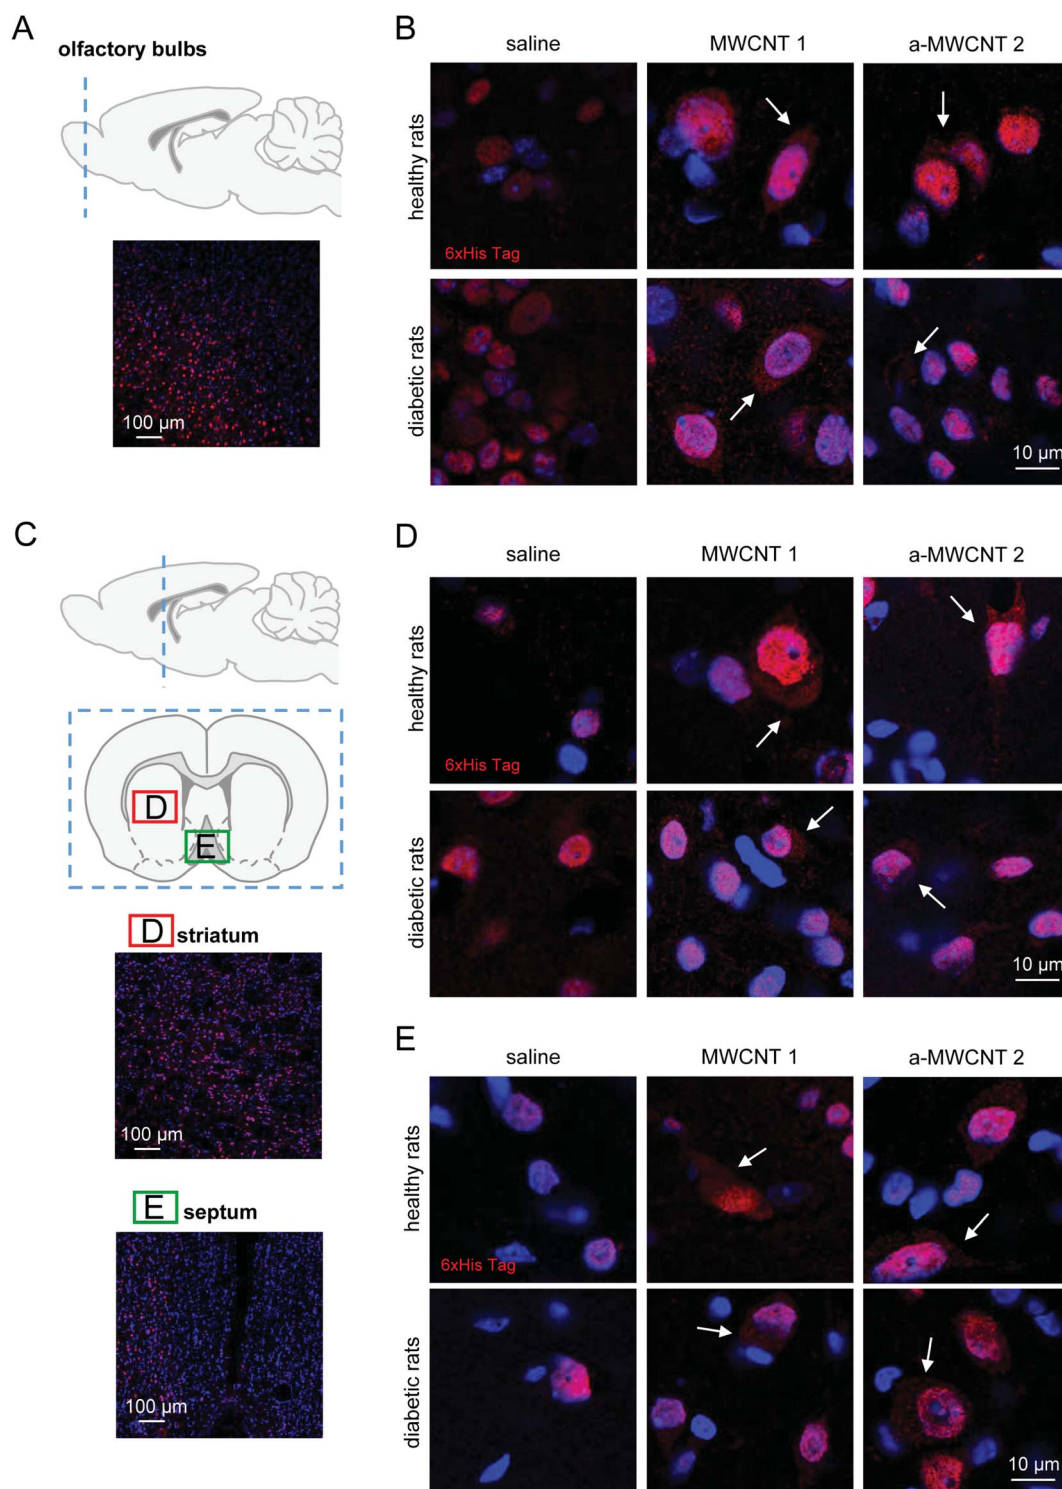 A
olfactory bulbs
100 µm
B
saline
MWCNT 1
a-MWCNT 2
healthy rats
6xHis Tag
diabetic rats
10 µm
C
D
E
D striatum
100 µm
E septum
100 µm
D
saline
MWCNT 1
a-MWCNT 2
healthy rats
6xHis Tag
diabetic rats
10 µm
E
saline
MWCNT 1
a-MWCNT 2
healthy rats
6xHis Tag
diabetic rats
10 µm